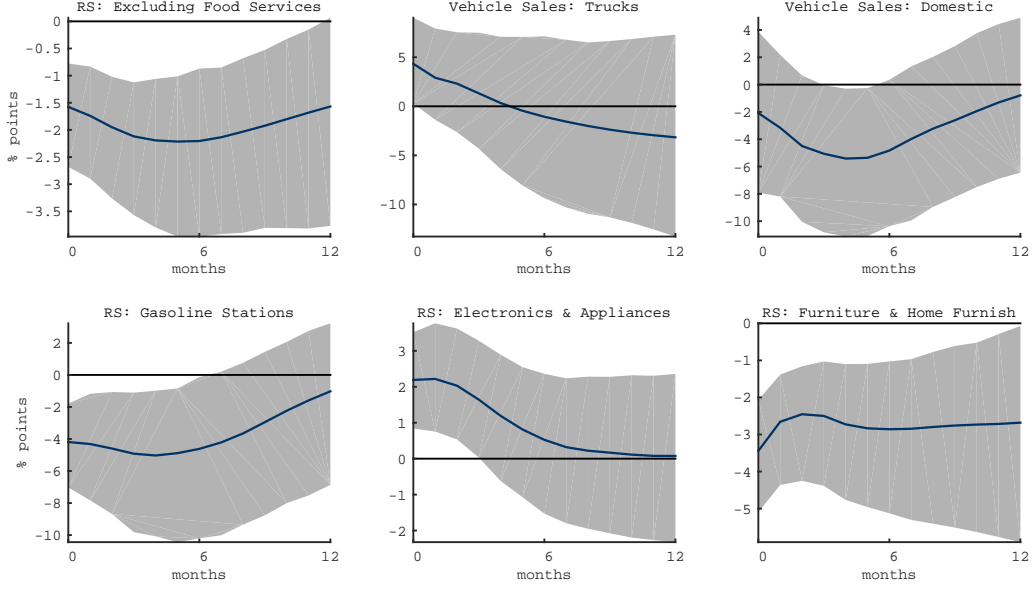 RS: Excluding Food Services
% points
0
-0.5
-1
-1.5
-2
-2.5
-3
-3.5
0 6 12
months
Vehicle Sales: Trucks
5
0
-5
-10
0 6 12
months
Vehicle Sales: Domestic
4
2
0
-2
-4
-6
-8
-10
0 6 12
months
RS: Gasoline Stations
% points
2
0
-2
-4
-6
-8
-10
0 6 12
months
RS: Electronics & Appliances
3
2
1
0
-1
-2
0 6 12
months
RS: Furniture & Home Furnish
0
-1
-2
-3
-4
-5
0 6 12
months